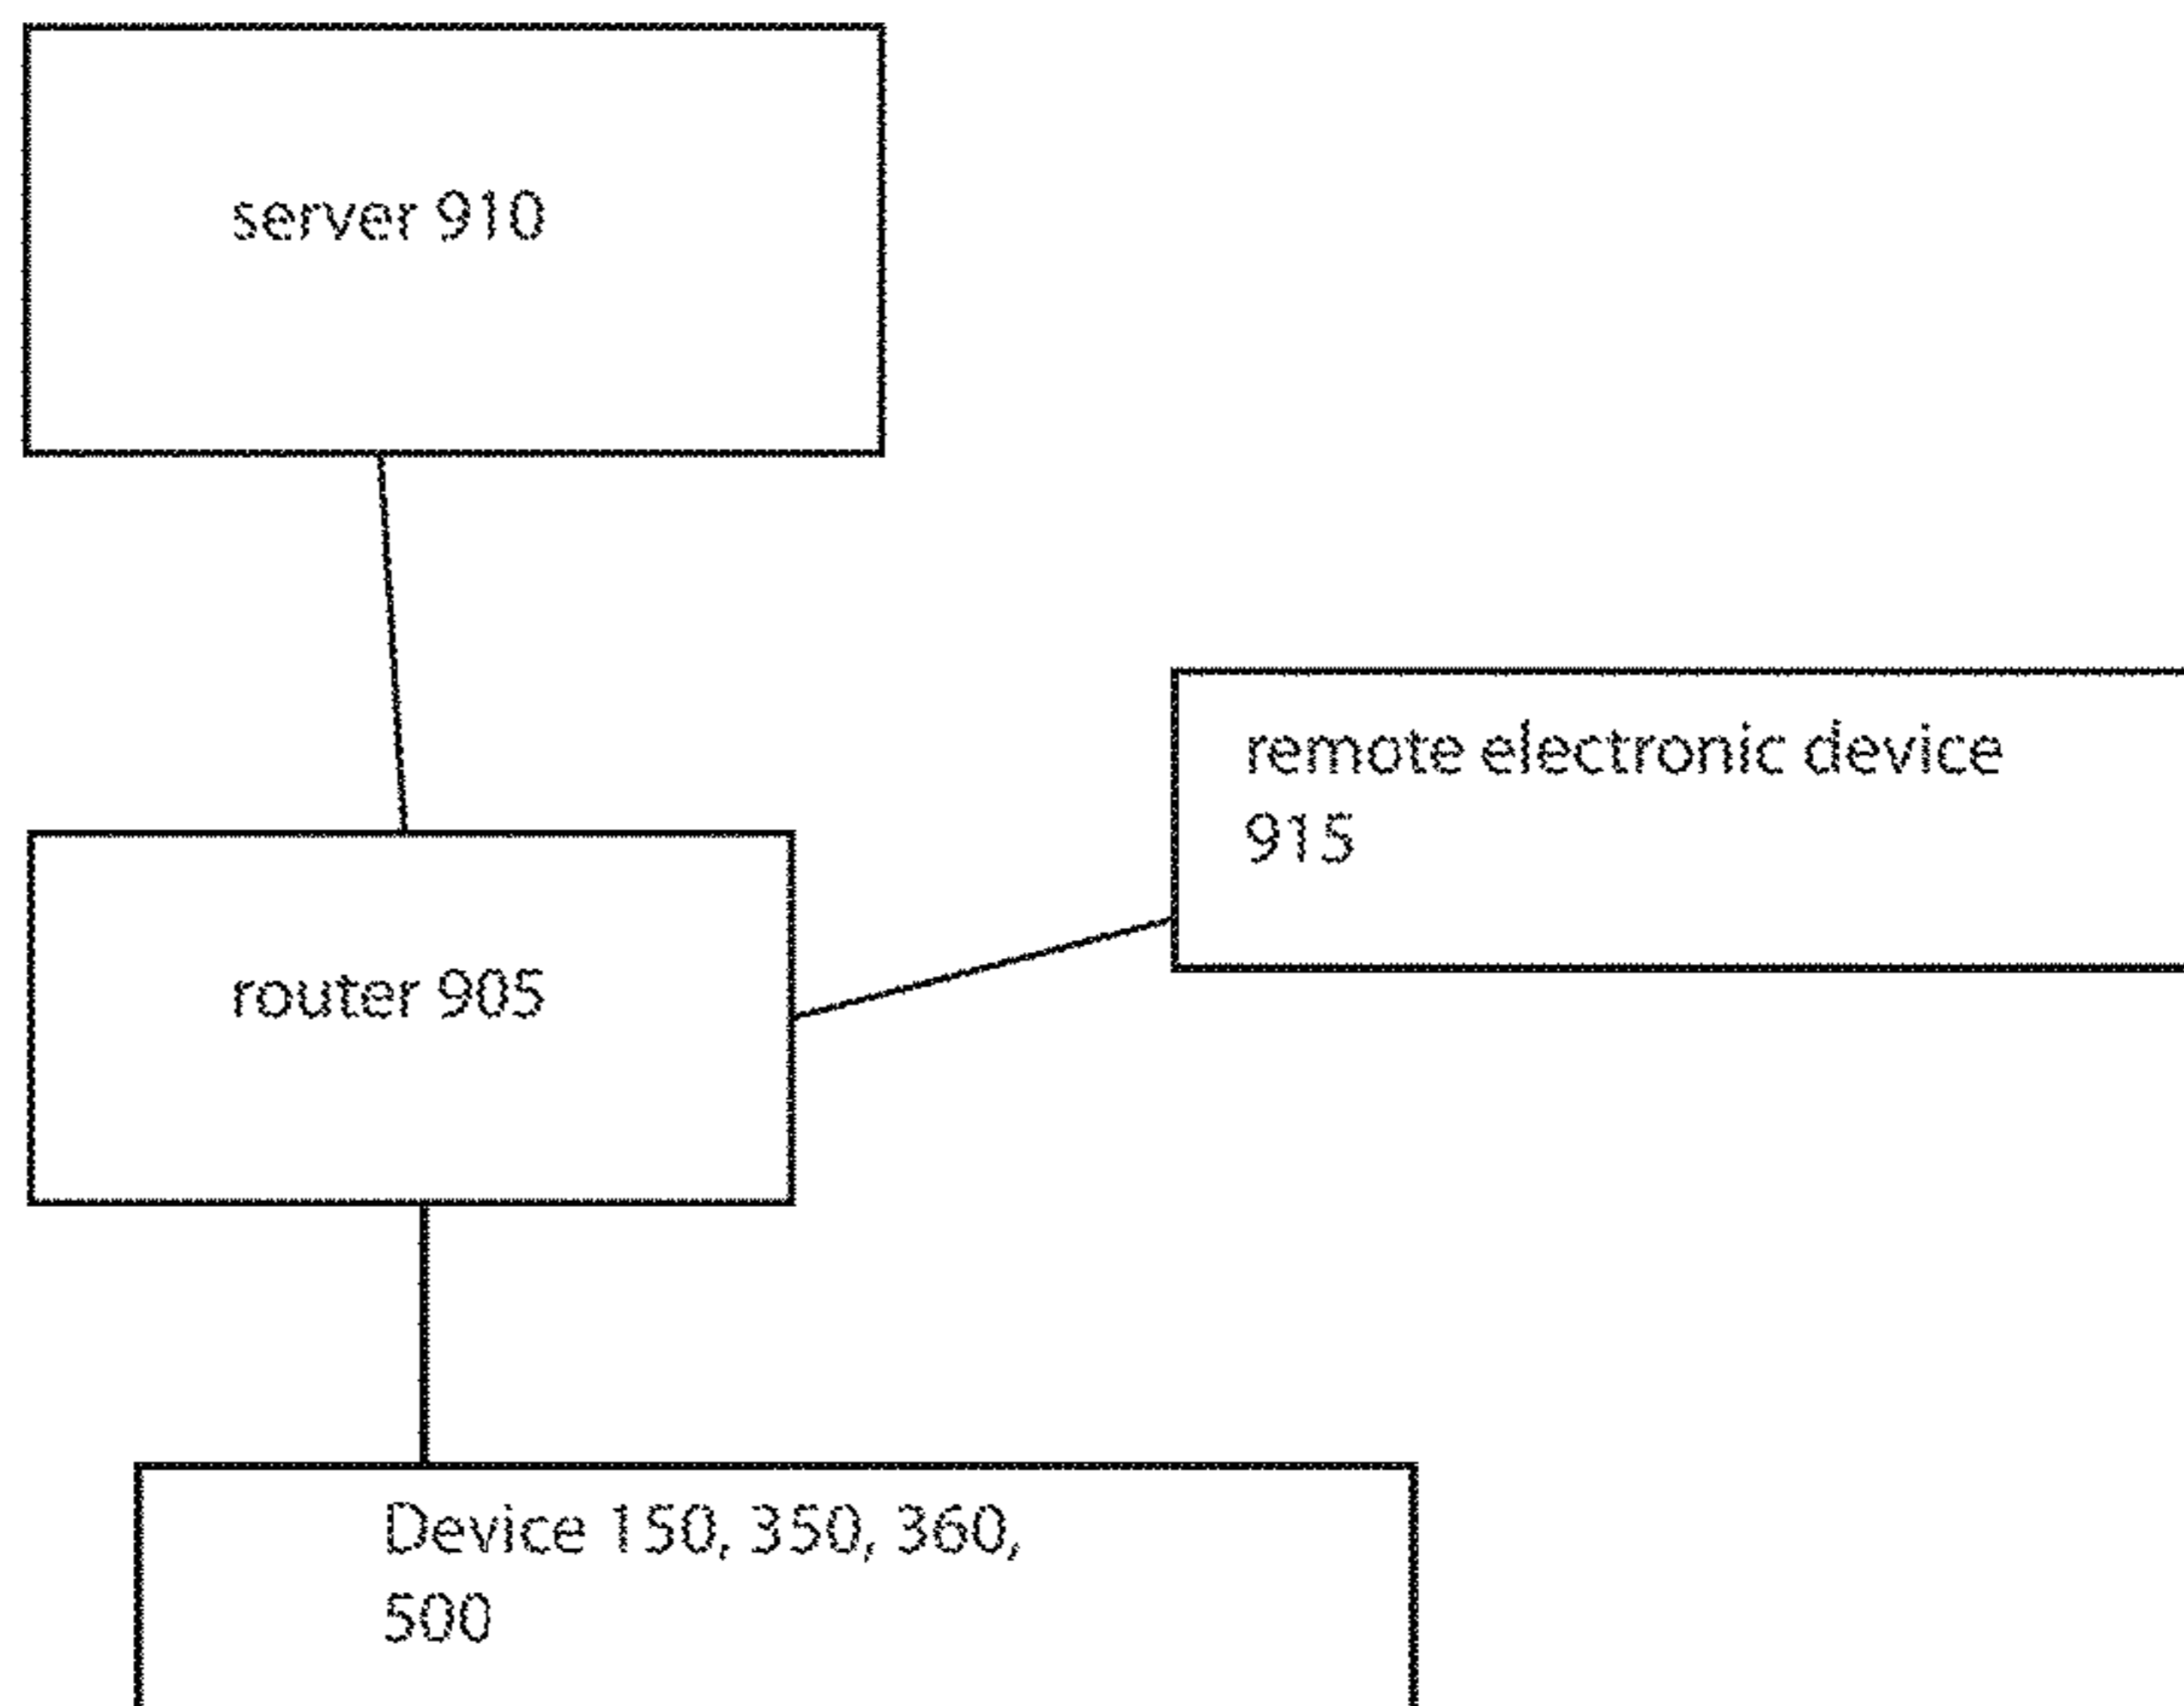 server 910
remote electronic device
915
router 905
Device 150, 350, 360,
500